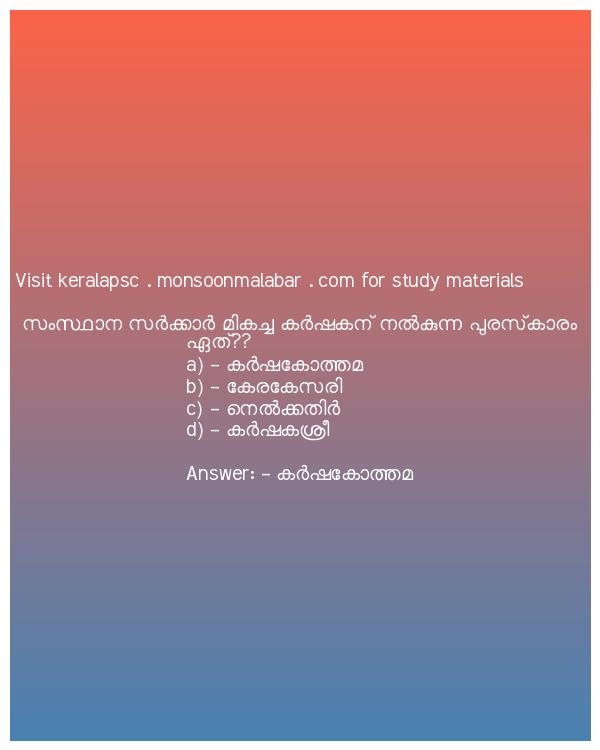 Visit keralapsc . monsoonmalabar . com for study materials
സംസ്ഥാന സർക്കാർ മികച്ച കർഷകന് നൽകുന്ന പുരസ്‌കാരം
ഏത്??
a) – കർഷകോത്തമ
b) – കേരകേസരി
c) – നെൽക്കതിർ
d) – കർഷകശ്രീ
Answer: – കർഷകോത്തമ